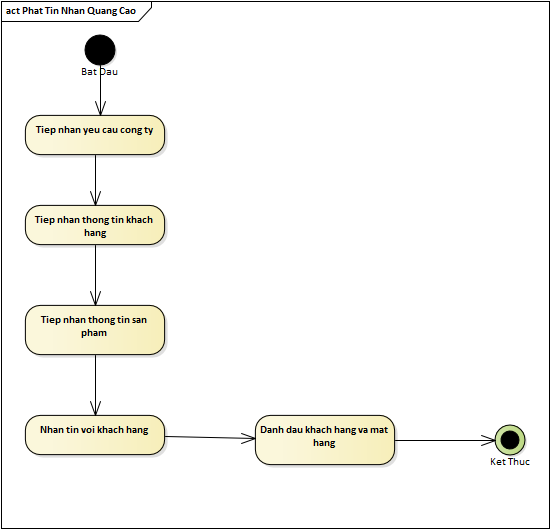 act Phat Tin Nhan Quang Cao
Bat Dau
Tiep nhan yeu cau cong ty
Tiep nhan thong tin khach
hang
Tiep nhan thong tin san
pham
Nhan tin voi khach hang
Danh dau khach hang va mat
hang
Ket Thuc